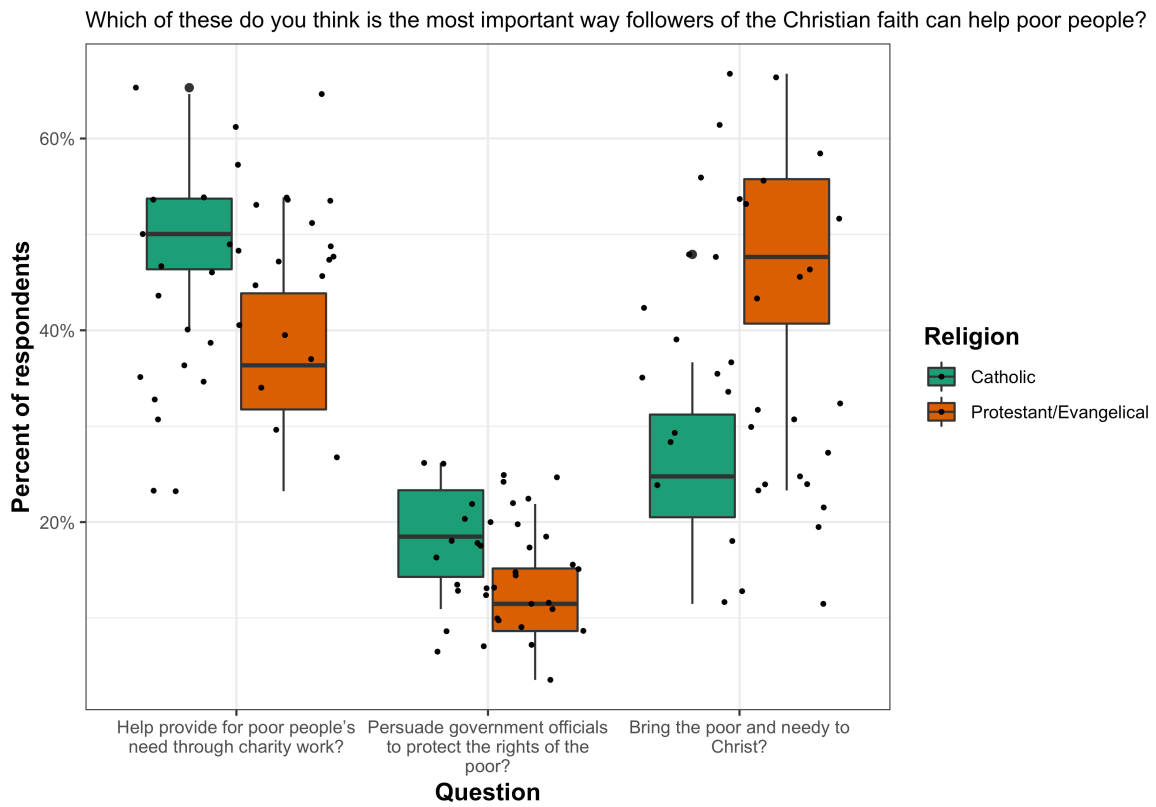 Which of these do you think is the most important way followers of the Christian faith can help poor people?
60%
40%
20%
Percent of respondents
Help provide for poor people’s
need through charity work?
Persuade government officials
to protect the rights of the
poor?
Bring the poor and needy to
Christ?
Question
Religion
Catholic
Protestant/Evangelical